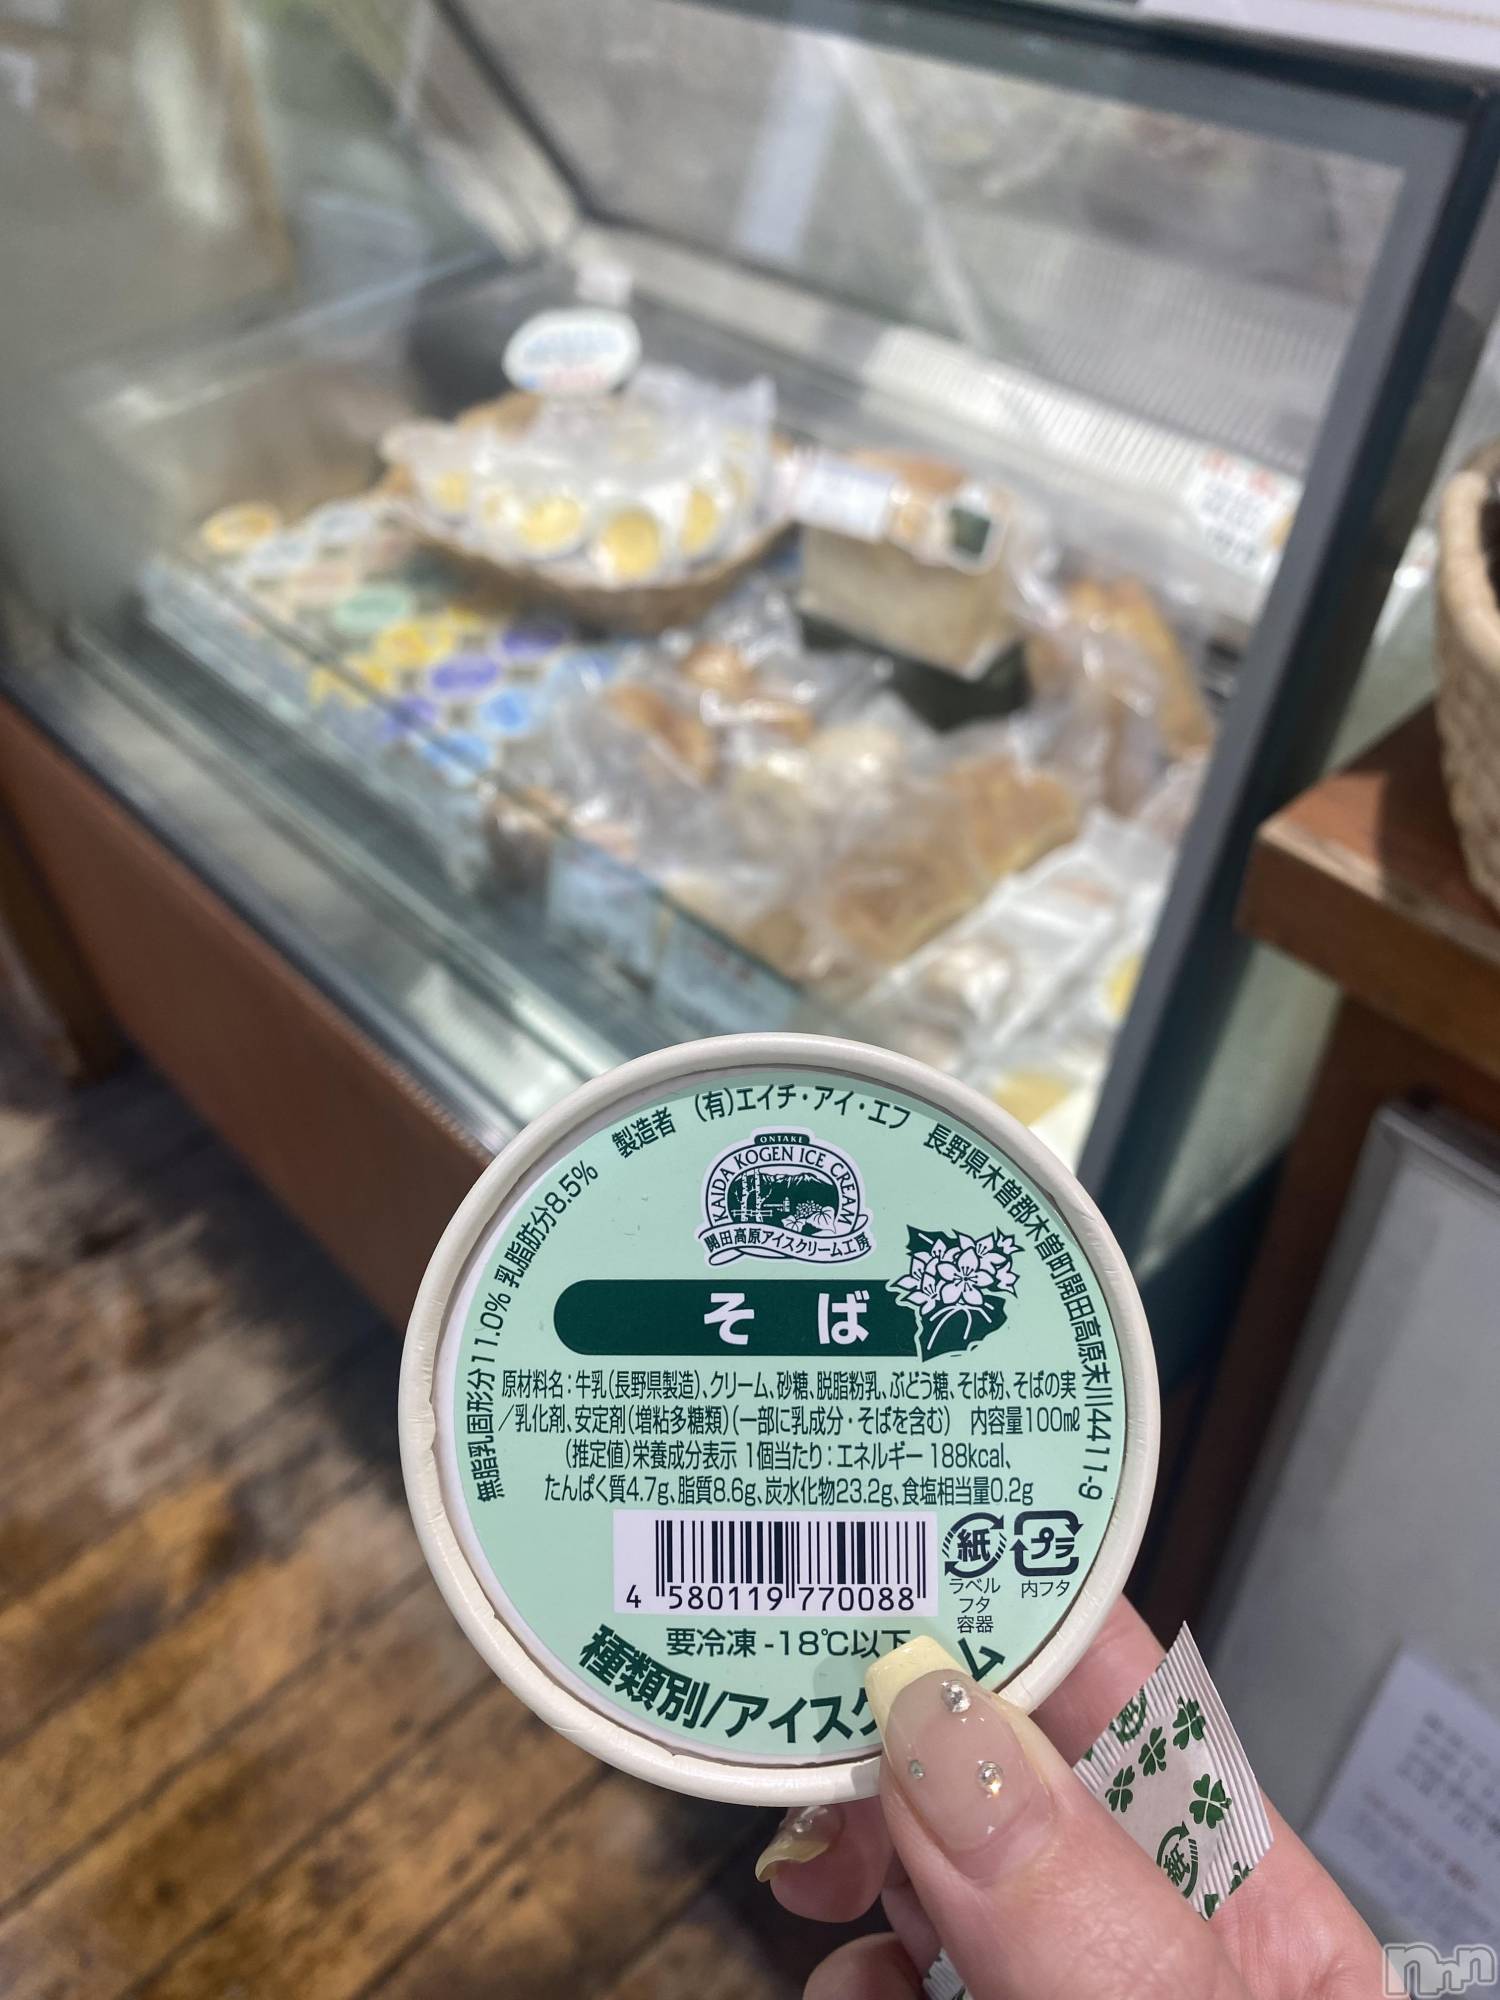 製造者 (有)エイチ・アイ・エフ 長野県木曽郡木曽町開田高原末川4411-9
無脂乳固形分11.0% 乳脂肪分8.5%
ONTAKE
KAIDA KOGEN ICE CREAM
開田高原アイスクリーム工房
そば
原材料名:牛乳(長野県製造)、クリーム、砂糖、脱脂粉乳、ぶどう糖、そば粉、そばの実
/乳化剤、安定剤(増粘多糖類)(一部に乳成分・そばを含む) 内容量100mℓ
(推定値)栄養成分表示 1個当たり:エネルギー 188kcal、
たんぱく質4.7g、脂質8.6g、炭水化物23.2g、食塩相当量0.2g
4 580119 770088
紙
ラベル
フタ
容器
プラ
内フタ
要冷凍 -18℃以下
種類別/アイスク ム
紙
nnn